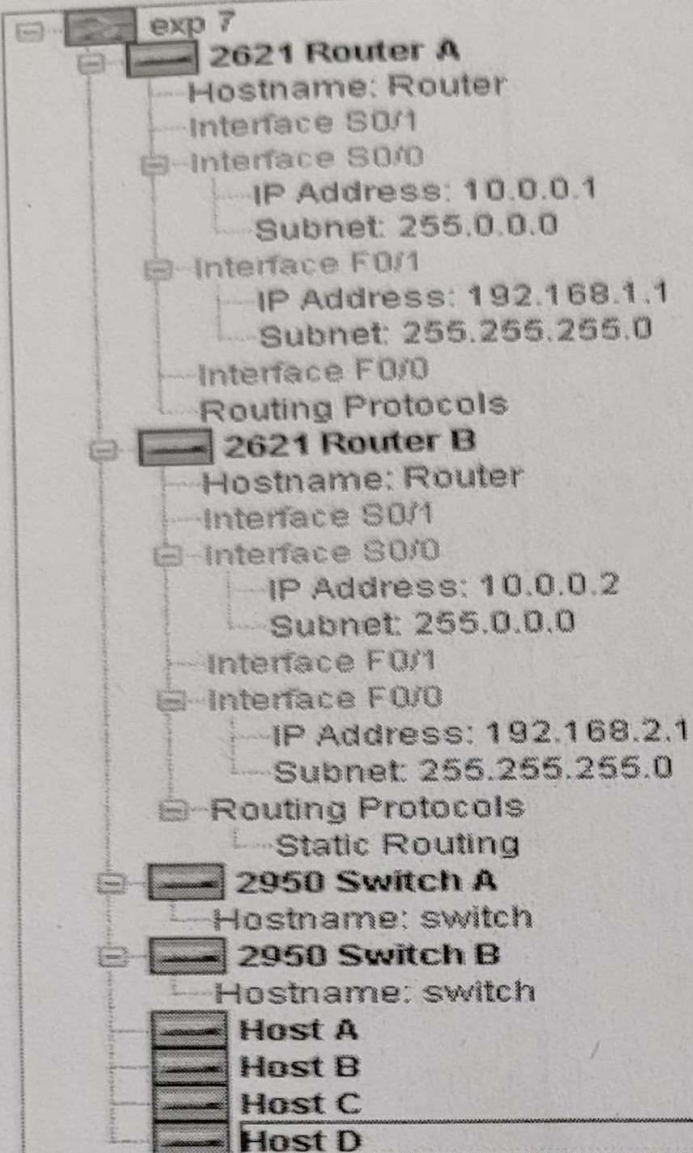 exp 7
2621 Router A
Hostname: Router
Interface S0/1
Interface S0/0
IP Address: 10.0.0.1
Subnet: 255.0.0.0
Interface F0/1
IP Address: 192.168.1.1
Subnet: 255.255.255.0
Interface F0/0
Routing Protocols
2621 Router B
Hostname: Router
Interface S0/1
Interface S0/0
IP Address: 10.0.0.2
Subnet: 255.0.0.0
Interface F0/1
Interface F0/0
IP Address: 192.168.2.1
Subnet: 255.255.255.0
Routing Protocols
Static Routing
2950 Switch A
Hostname: switch
2950 Switch B
Hostname: switch
Host A
Host B
Host C
Host D